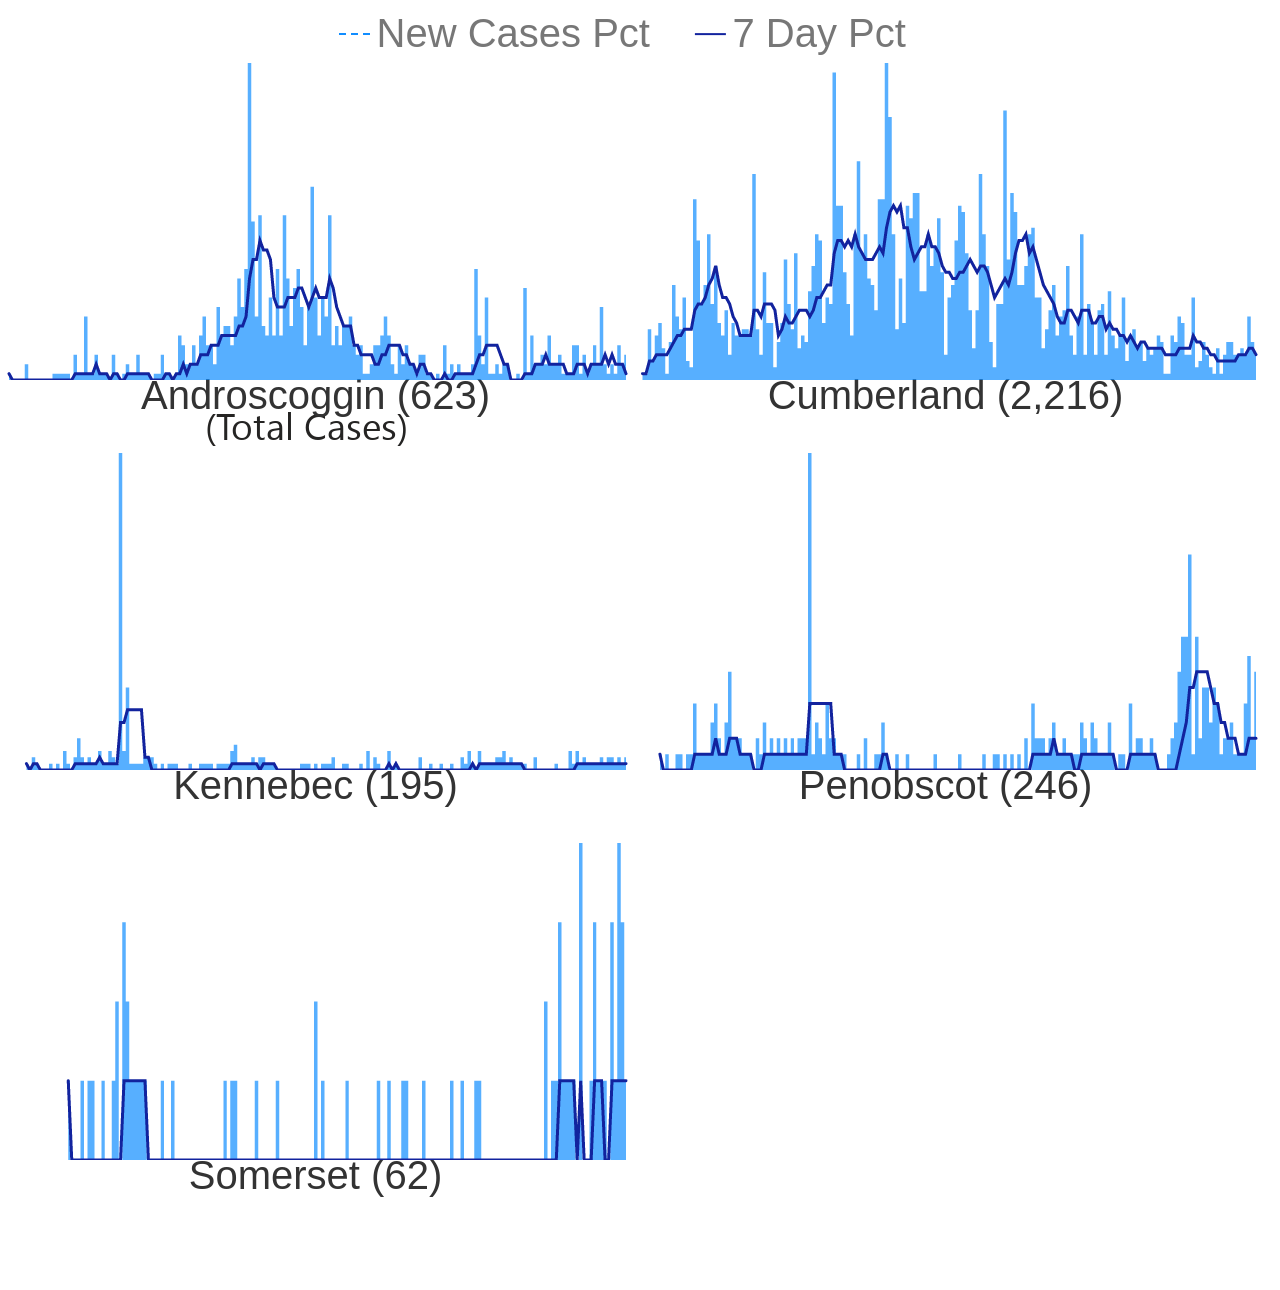 New Cases Pct 7 Day Pct
Androscoggin (623)
(Total Cases)
Cumberland (2,216)
Kennebec (195)
Penobscot (246)
Somerset (62)